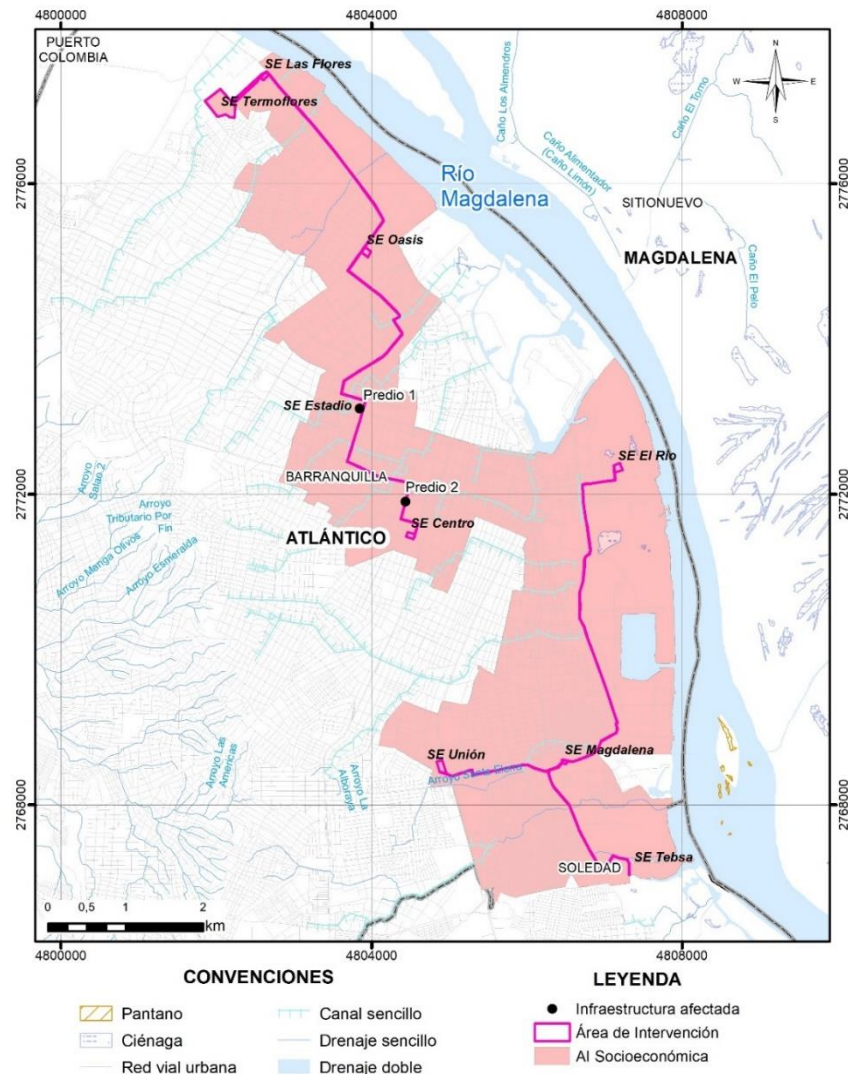 4800000
4804000
4808000
PUERTO
COLOMBIA
SE Las Flores
SE Termoflores
N
W
E
S
Caño Los Almendros
Caño El Torno
Caño Alimentador
(Caño Limón)
2776000
2776000
Río
Magdalena
SITIONUEVO
MAGDALENA
Caño El Pelo
SE Oasis
SE Estadio
Predio 1
SE El Río
Arroyo
Salao 2
BARRANQUILLA
Predio 2
2772000
2772000
Arroyo
Tributario Por
Fin
SE Centro
ATLÁNTICO
Arroyo Manga Olivos
Arroyo Esmeralda
SE Unión
SE Magdalena
Arroyo Las
Americas
Arroyo La
Alboraya
Arroyo Santa Elena
2768000
2768000
SE Tebsa
SOLEDAD
0 0,5 1 2
km
4800000
4804000
4808000
CONVENCIONES
LEYENDA
Pantano
Canal sencillo
Infraestructura afectada
Ciénaga
Drenaje sencillo
Área de Intervención
Red vial urbana
Drenaje doble
AI Socioeconómica